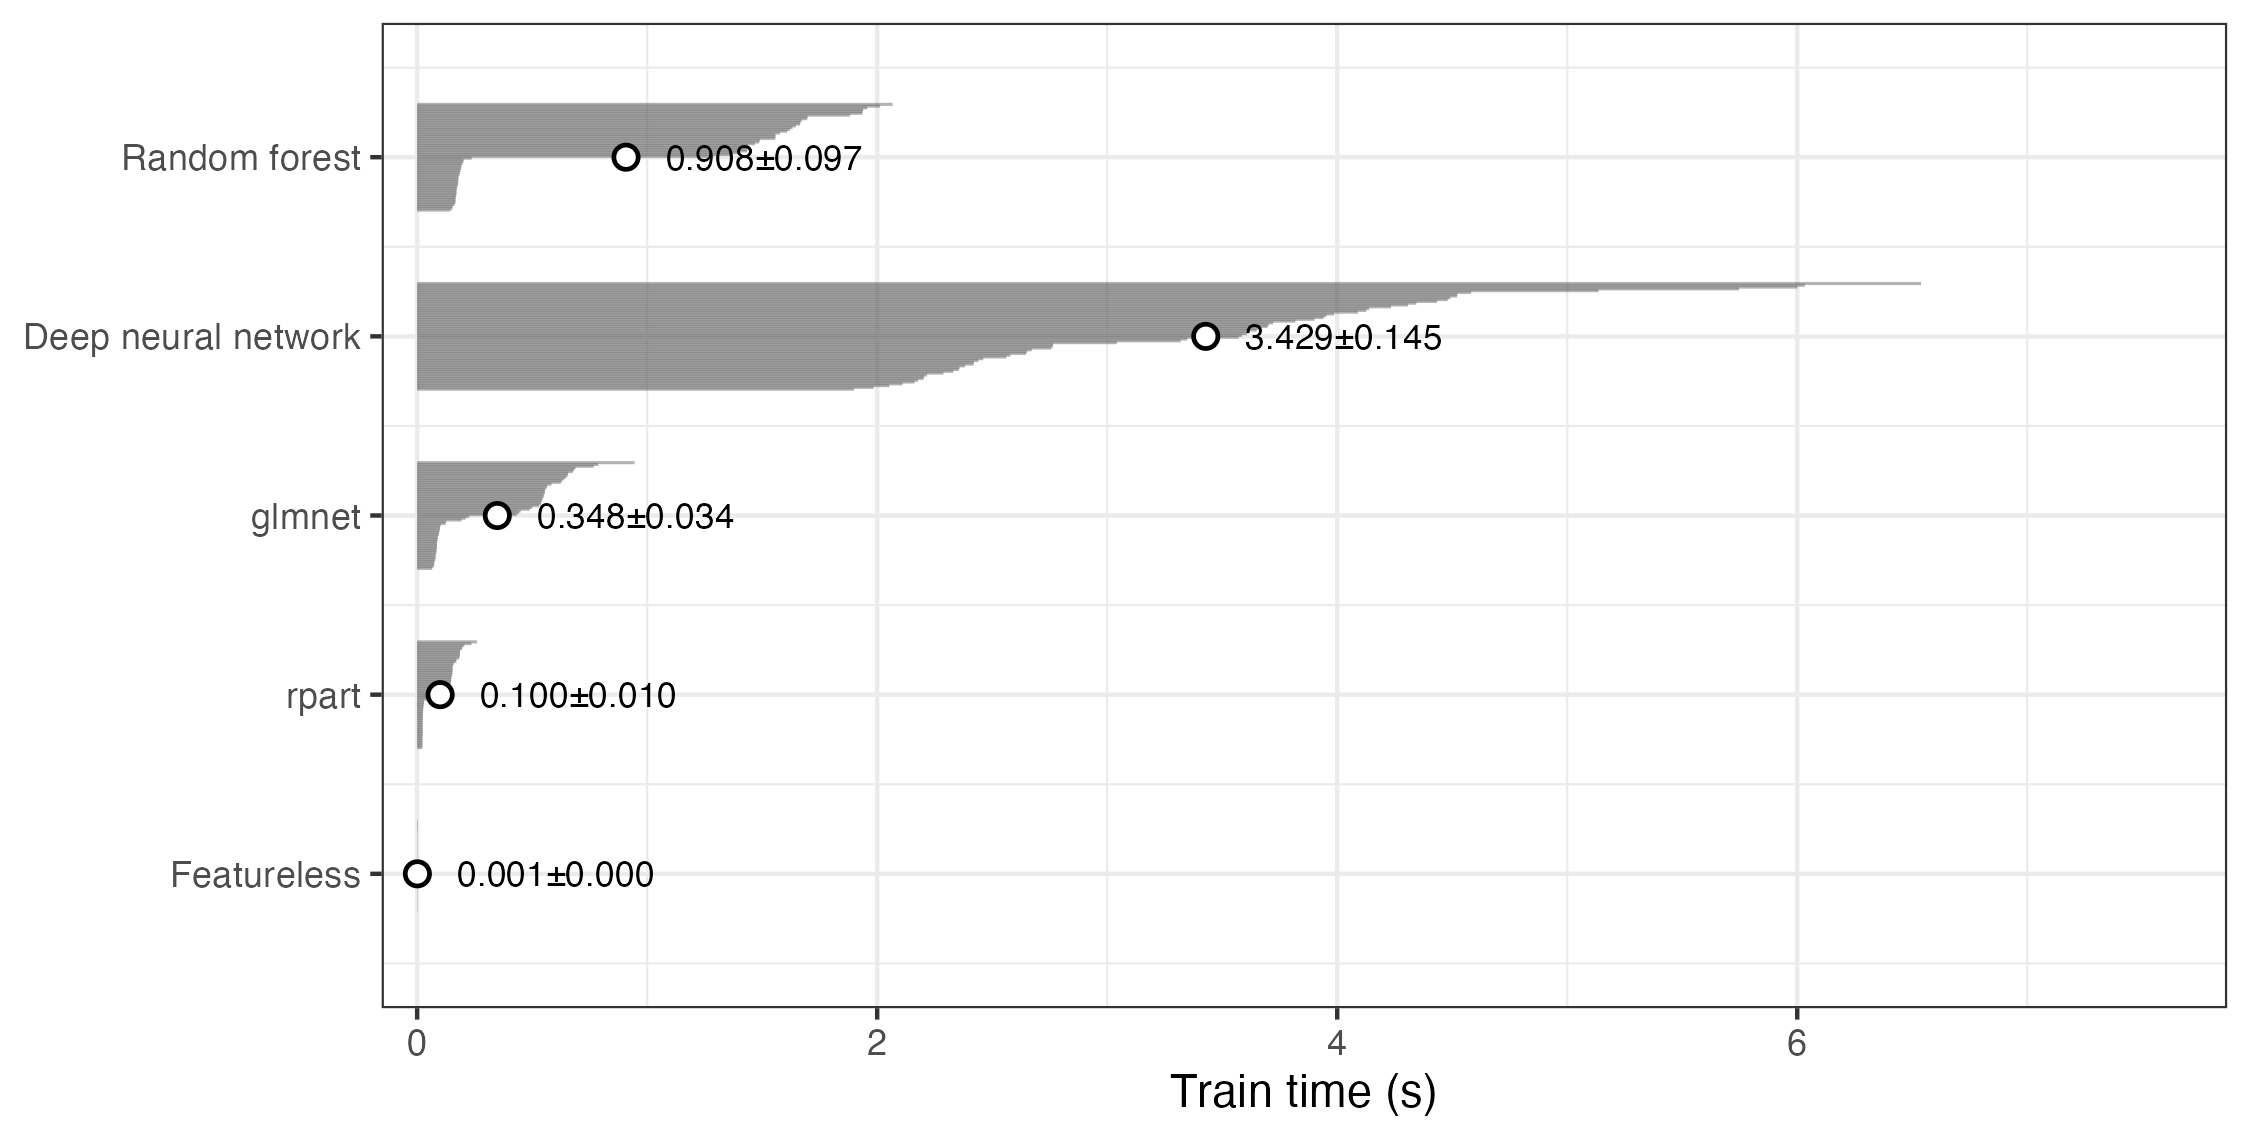 Random forest
0.908±0.097
Deep neural network
3.429±0.145
glmnet
0.348±0.034
rpart
0.100±0.010
Featureless
0.001±0.000
0 2 4 6
Train time (s)